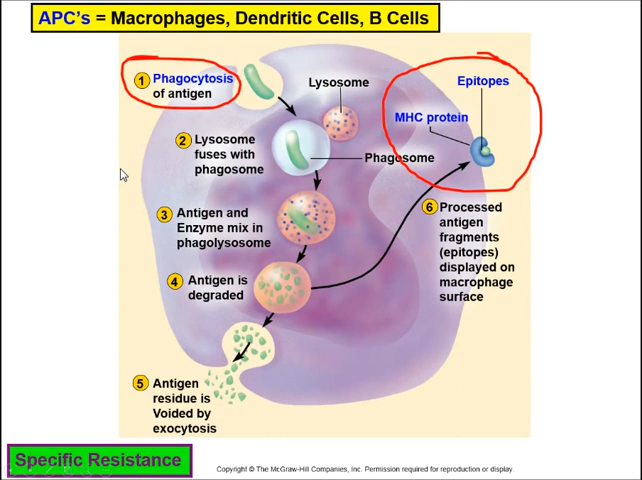 APC's = Macrophages, Dendritic Cells, B Cells
1 Phagocytosis
of antigen
Lysosome
Epitopes
MHC protein
2 Lysosome
fuses with
phagosome
Phagosome
3 Antigen and
Enzyme mix in
phagolysosome
6 Processed
antigen
fragments
(epitopes)
displayed on
macrophage
surface
4 Antigen is
degraded
5 Antigen
residue is
Voided by
exocytosis
Specific Resistance
Copyright © The McGraw-Hill Companies, Inc. Permission required for reproduction or display.